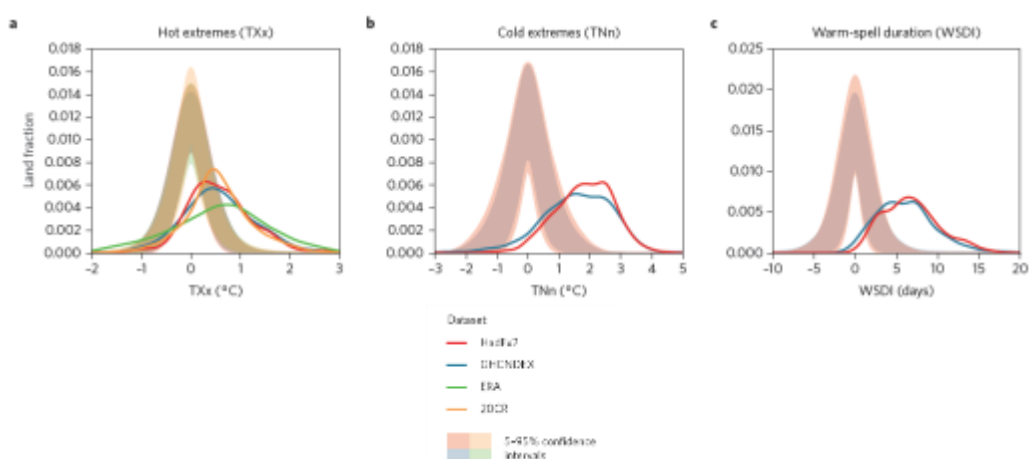 a
Hot extremes (TXx)
0.018
0.016
0.014
0.012
0.010
0.008
0.006
0.004
0.002
0.000
Land fraction
-2 -1 0 1 2 3
TXx (°C)
b
Cold extremes (TNn)
0.018
0.016
0.014
0.012
0.010
0.008
0.006
0.004
0.002
0.000
-3 -2 -1 0 1 2 3 4 5
TNn (°C)
c
Warm-spell duration (WSDI)
0.025
0.020
0.015
0.010
0.005
0.000
-10 -5 0 5 10 15 20
WSDI (days)
Dataset
HadEx2
GHCNDEX
ERA
20CR
5–95% confidence
intervals